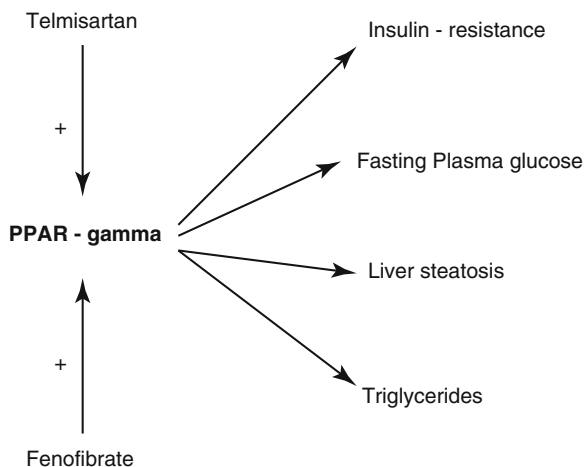 Telmisartan
Insulin - resistance
+
Fasting Plasma glucose
PPAR - gamma
Liver steatosis
+
Triglycerides
Fenofibrate